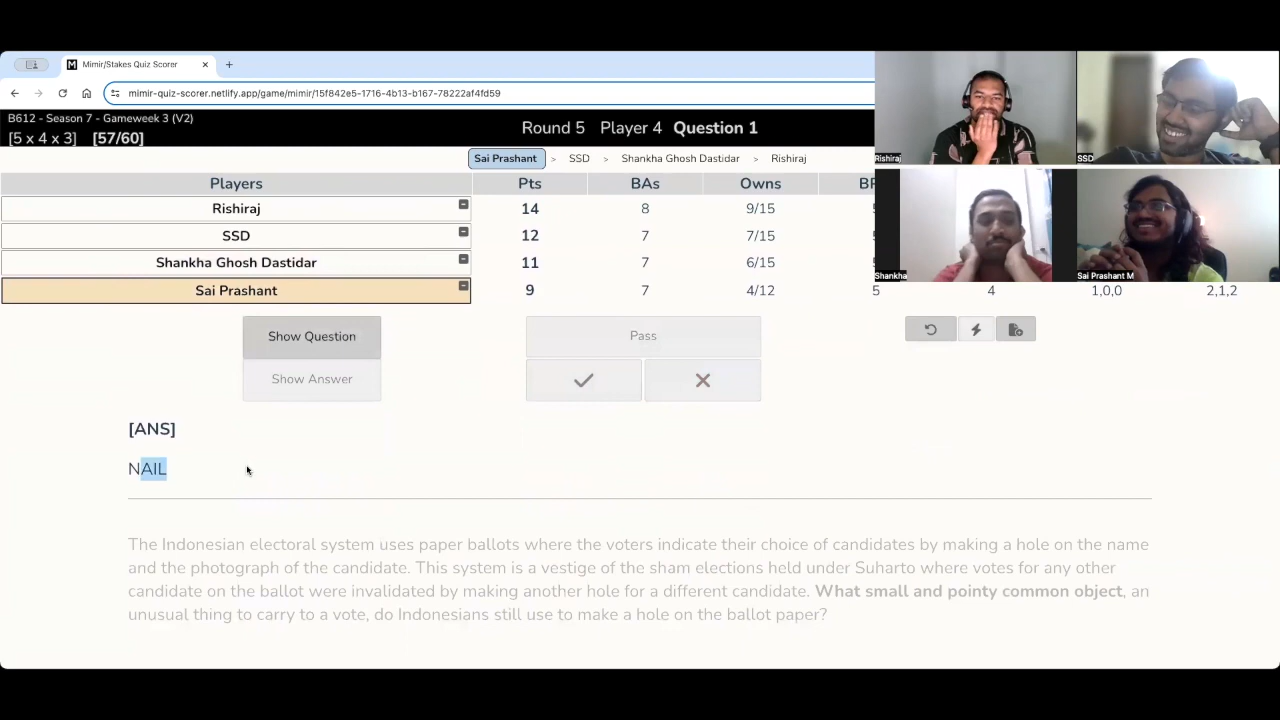 Mimir/Stakes Quiz Scorer
mimir-quiz-scorer.netlify.app/game/mimir/15f842e5-1716-4b13-b167-78222af4fd59
B612 - Season 7 - Gameweek 3 (V2)
[5 x 4 x 3] [57/60]
Round 5 Player 4 Question 1
Sai Prashant > SSD > Shankha Ghosh Dastidar > Rishiraj
Players Pts BAs Owns
Rishiraj 14 8 9/15
SSD 12 7 7/15
Shankha Ghosh Dastidar 11 7 6/15
Sai Prashant 9 7 4/12 5 4 1,0,0 2,1,2
Rishiraj
SSD
Shankha
Sai Prashant M
Show Question
Pass
Show Answer
[ANS]
NAIL
The Indonesian electoral system uses paper ballots where the voters indicate their choice of candidates by making a hole on the name
and the photograph of the candidate. This system is a vestige of the sham elections held under Suharto where votes for any other
candidate on the ballot were invalidated by making another hole for a different candidate. What small and pointy common object, an
unusual thing to carry to a vote, do Indonesians still use to make a hole on the ballot paper?